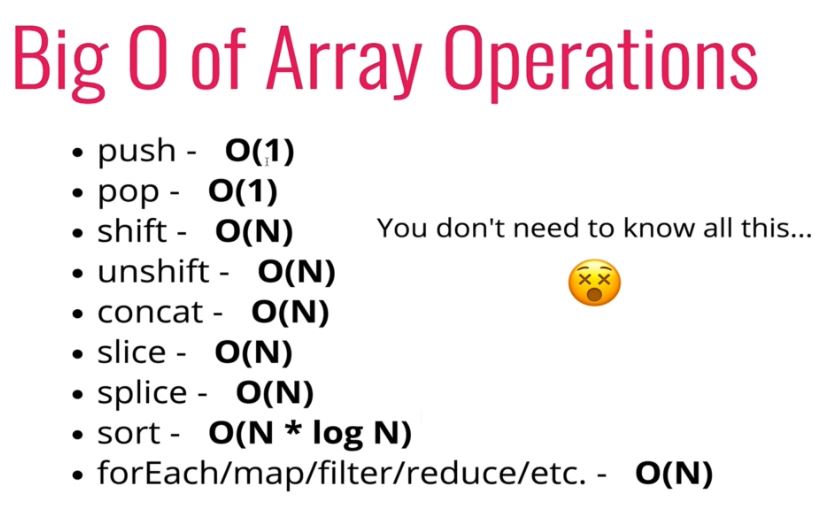 Big O of Array Operations
• push - O(1)
• pop - O(1)
• shift - O(N)
You don't need to know all this...
• unshift - O(N)
• concat - O(N)
• slice - O(N)
• splice - O(N)
• sort - O(N * log N)
• forEach/map/filter/reduce/etc. - O(N)